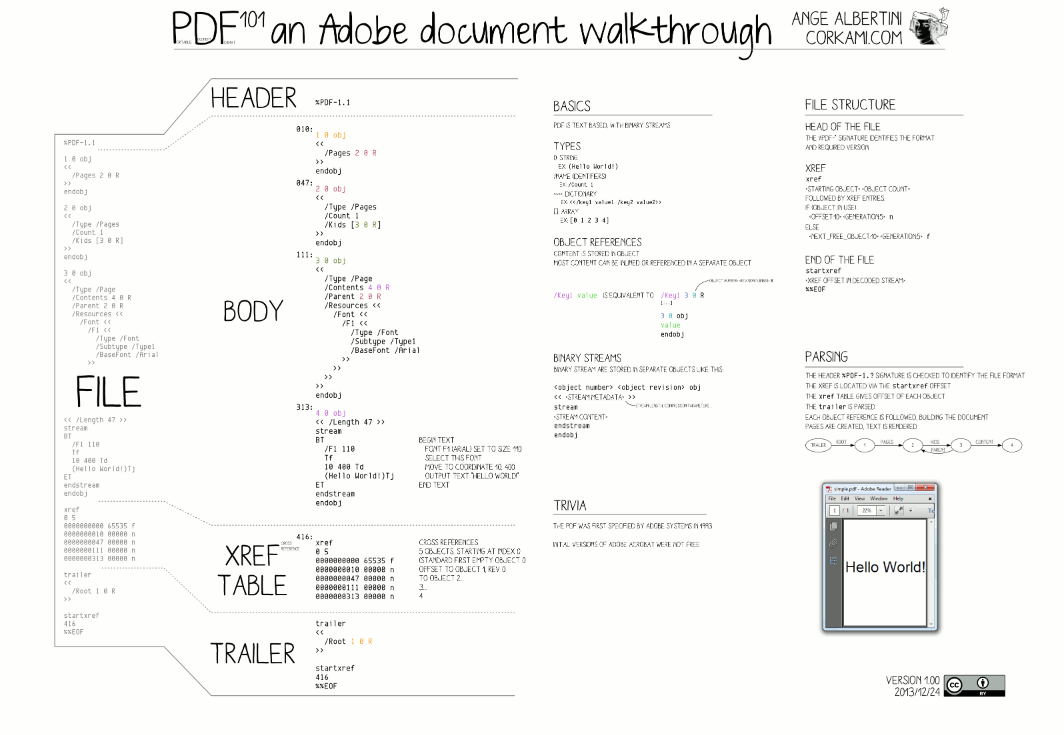 PDF101 an Adobe document walkthrough
PORTABLE DOCUMENT FORMAT
ANGE ALBERTINI
CORKAMI.COM
%PDF-1.1
1 0 obj
<<
/Pages 2 0 R
>>
endobj
2 0 obj
<<
/Type /Pages
/Count 1
/Kids [3 0 R]
>>
endobj
3 0 obj
<<
/Type /Page
/Contents 4 0 R
/Parent 2 0 R
/Resources <<
/Font <<
/F1 <<
/Type /Font
/Subtype /Type1
/BaseFont /Arial
>>
FILE
<< /Length 47 >>
stream
BT
/F1 110
Tf
10 400 Td
(Hello World!)Tj
ET
endstream
endobj
xref
0 5
0000000000 65535 f
0000000010 00000 n
0000000047 00000 n
0000000111 00000 n
0000000313 00000 n
trailer
<<
/Root 1 0 R
>>
startxref
416
%%EOF
HEADER
%PDF-1.1
BODY
010:
1 0 obj
<<
/Pages 2 0 R
>>
endobj
047:
2 0 obj
<<
/Type /Pages
/Count 1
/Kids [3 0 R]
>>
endobj
111:
3 0 obj
<<
/Type /Page
/Contents 4 0 R
/Parent 2 0 R
/Resources <<
/Font <<
/F1 <<
/Type /Font
/Subtype /Type1
/BaseFont /Arial
>>
>>
>>
>>
endobj
313:
4 0 obj
<< /Length 47 >>
stream
BT BEGIN TEXT
/F1 110 FONT F1 (ARIAL) SET TO SIZE 110
Tf SELECT THIS FONT
10 400 Td MOVE TO COORDINATE 10, 400
(Hello World!)Tj OUTPUT TEXT "HELLO WORLD!"
ET END TEXT
endstream
endobj
XREF
TABLE
CROSS
REFERENCE
416:
xref CROSS REFERENCES
0 5 5 OBJECTS, STARTING AT INDEX 0
0000000000 65535 f (STANDARD FIRST EMPTY OBJECT 0
0000000010 00000 n OFFSET TO OBJECT 1, REV 0
0000000047 00000 n TO OBJECT 2...
0000000111 00000 n 3...
0000000313 00000 n 4
TRAILER
trailer
<<
/Root 1 0 R
>>
startxref
416
%%EOF
BASICS
PDF IS TEXT BASED, WITH BINARY STREAMS
TYPES
() STRING
EX: (Hello World!)
/NAME (IDENTIFIERS)
EX: /Count 1
<<>> DICTIONARY
EX: <</key1 value1 /key2 value2>>
[] ARRAY
EX: [0 1 2 3 4]
OBJECT REFERENCES
CONTENT IS STORED IN OBJECT
MOST CONTENT CAN BE INLINED OR REFERENCED IN A SEPARATE OBJECT
/Key1 value IS EQUIVALENT TO /Key1 3 0 R
[...]
3 0 obj
value
endobj
BINARY STREAMS
BINARY STREAM ARE STORED IN SEPARATE OBJECTS LIKE THIS:
<object number> <object revision> obj
<< <STREAM METADATA> >>
stream
<STREAM CONTENT>
endstream
endobj
TRIVIA
THE PDF WAS FIRST SPECIFIED BY ADOBE SYSTEMS IN 1993
INITIAL VERSIONS OF ADOBE ACROBAT WERE NOT FREE
FILE STRUCTURE
HEAD OF THE FILE
THE %PDF-* SIGNATURE IDENTIFIES THE FORMAT
AND REQUIRED VERSION
XREF
xref
<STARTING OBJECT> <OBJECT COUNT>
FOLLOWED BY XREF ENTRIES:
IF (OBJECT IN USE)
<OFFSET:10> <GENERATION:5> n
ELSE
<NEXT_FREE_OBJECT:10> <GENERATION:5> f
END OF THE FILE
startxref
<XREF OFFSET IN DECODED STREAM>
%%EOF
PARSING
THE HEADER %PDF-1.? SIGNATURE IS CHECKED TO IDENTIFY THE FILE FORMAT
THE XREF IS LOCATED VIA THE startxref OFFSET
THE xref TABLE GIVES OFFSET OF EACH OBJECT
THE trailer IS PARSED
EACH OBJECT REFERENCE IS FOLLOWED, BUILDING THE DOCUMENT
PAGES ARE CREATED, TEXT IS RENDERED
TRAILER ROOT 1 PAGES 2 KIDS PARENT 3 CONTENT 4
simple.pdf - Adobe Reader
File Edit View Window Help
1 / 1 22%
Hello World!
VERSION 1.00
2013/12/24
CC BY